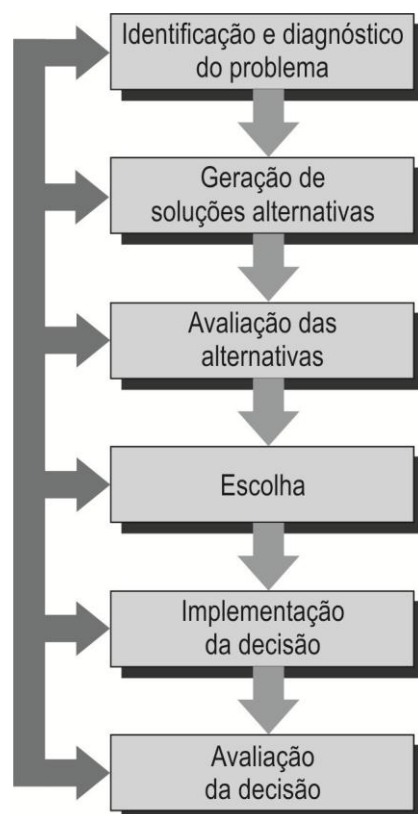 Identificação e diagnóstico
do problema
Geração de
soluções alternativas
Avaliação das
alternativas
Escolha
Implementação
da decisão
Avaliação
da decisão